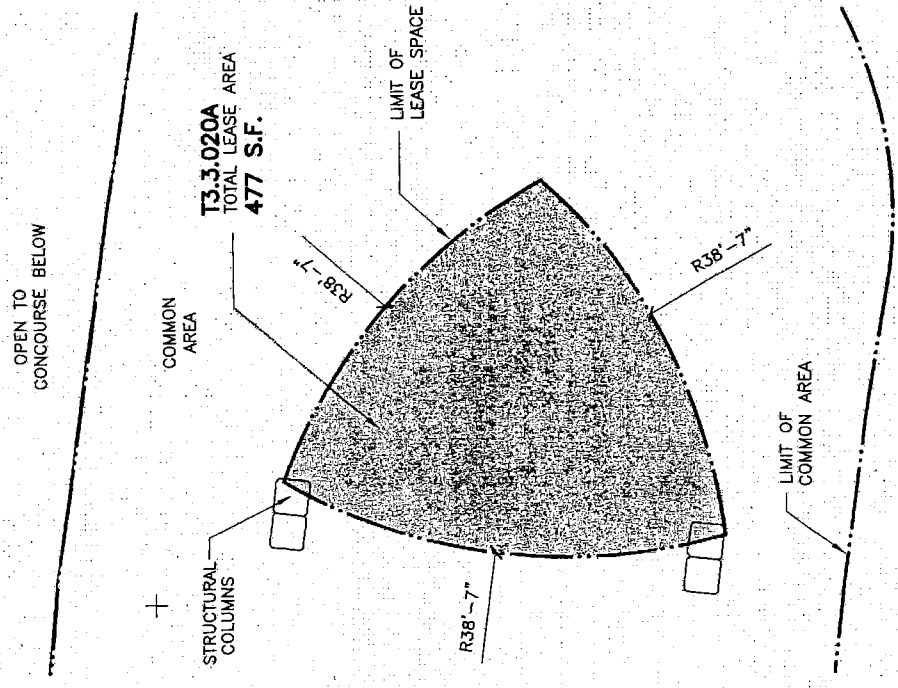 OPEN TO
CONCOURSE BELOW
T3.3.020A
TOTAL LEASE AREA
477 S.F.
COMMON
AREA
LIMIT OF
LEASE SPACE
R38'-7"
R38'-7"
STRUCTURAL
COLUMNS
R38'-7"
LIMIT OF
COMMON AREA